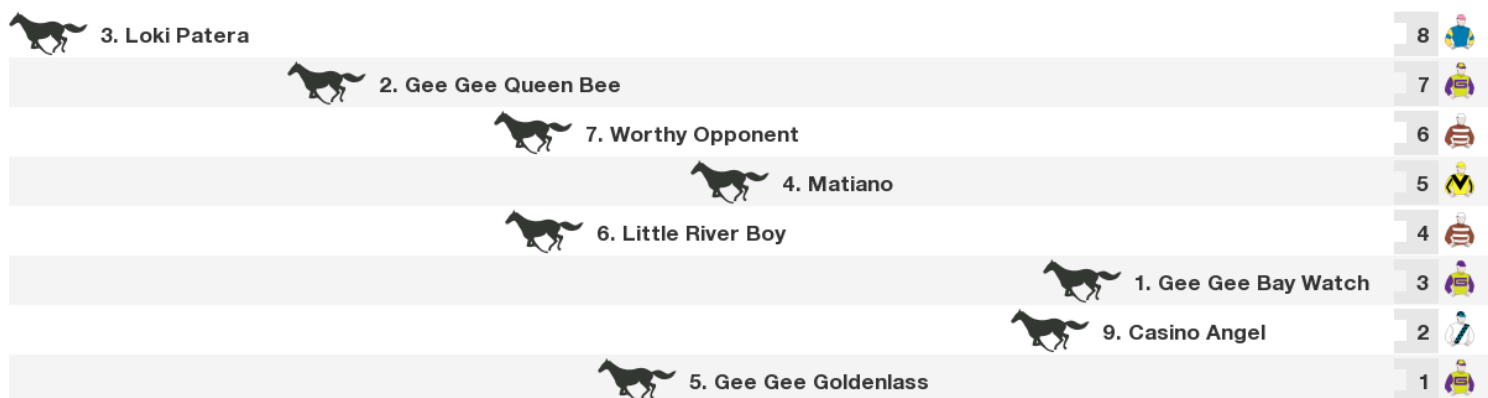 3. Loki Patera 8
2. Gee Gee Queen Bee 7
7. Worthy Opponent 6
4. Matiano 5
6. Little River Boy 4
1. Gee Gee Bay Watch 3
9. Casino Angel 2
5. Gee Gee Goldenlass 1